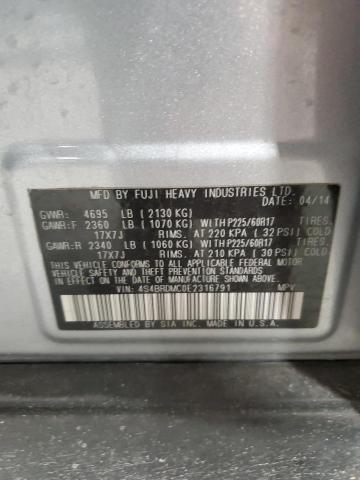 MFD BY FUJI HEAVY INDUSTRIES LTD.
DATE: 04/14
GVWR: 4695 LB (2130 KG)
GAWR:F 2360 LB (1070 KG) WITH P225/60R17 TIRES.
17X7J RIMS. AT 220 KPA (32 PSI) COLD
GAWR:R 2340 LB (1060 KG) WITH P225/60R17 TIRES.
17X7J RIMS. AT 210 KPA (30 PSI) COLD
THIS VEHICLE CONFORMS TO ALL APPLICABLE FEDERAL MOTOR
VEHICLE SAFETY, BUMPER, AND THEFT PREVENTION STANDARDS
IN EFFECT ON THE DATE OF MANUFACTURE SHOWN ABOVE.
VIN: 4S4BRDMC0E2316791 MPV
ASSEMBLED BY SIA INC. MADE IN U.S.A.